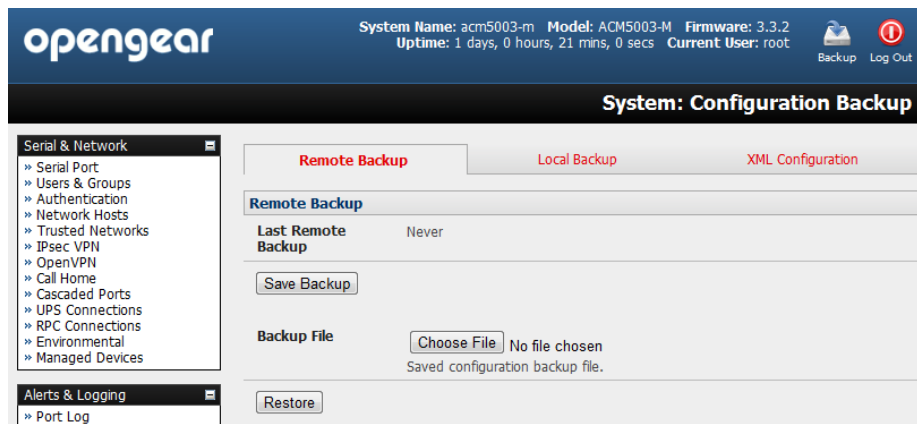 opengear
System Name: acm5003-m Model: ACM5003-M Firmware: 3.3.2
Uptime: 1 days, 0 hours, 21 mins, 0 secs Current User: root
Backup
Log Out
System: Configuration Backup
Serial & Network
» Serial Port
» Users & Groups
» Authentication
» Network Hosts
» Trusted Networks
» IPsec VPN
» OpenVPN
» Call Home
» Cascaded Ports
» UPS Connections
» RPC Connections
» Environmental
» Managed Devices
Alerts & Logging
» Port Log
Remote Backup
Local Backup
XML Configuration
Remote Backup
Last Remote
Backup
Never
Save Backup
Backup File
Choose File No file chosen
Saved configuration backup file.
Restore